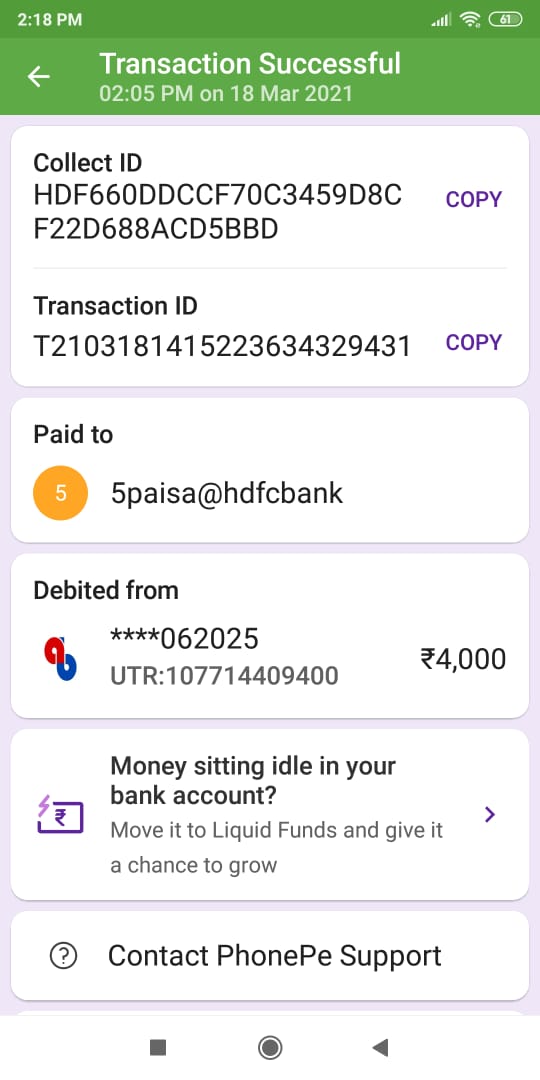 2:18 PM
61
Transaction Successful
02:05 PM on 18 Mar 2021
Collect ID
HDF660DDCCF70C3459D8C
F22D688ACD5BBD
COPY
Transaction ID
T2103181415223634329431
COPY
Paid to
5
5paisa@hdfcbank
Debited from
****062025
UTR:107714409400
₹4,000
Money sitting idle in your
bank account?
Move it to Liquid Funds and give it
a chance to grow
Contact PhonePe Support